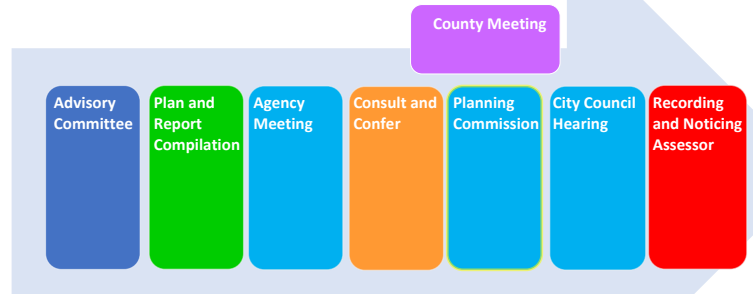 County Meeting
Advisory
Committee
Plan and
Report
Compilation
Agency
Meeting
Consult and
Confer
Planning
Commission
City Council
Hearing
Recording
and Noticing
Assessor